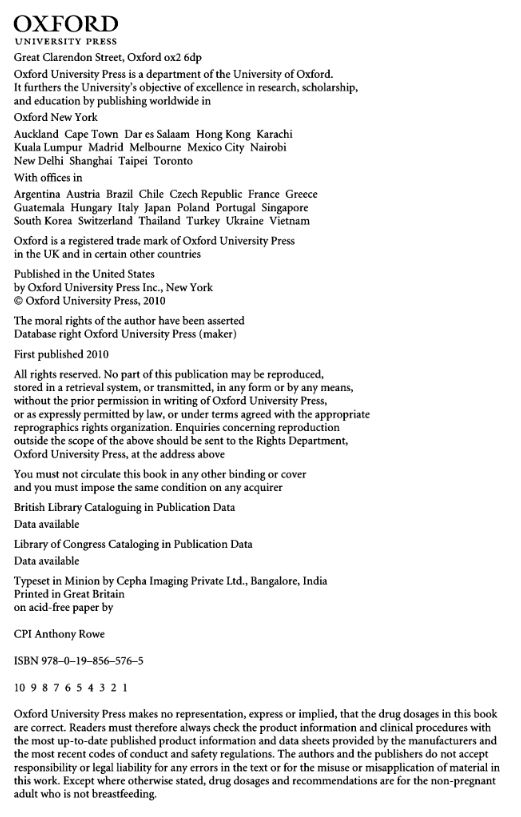 OXFORD
UNIVERSITY PRESS
Great Clarendon Street, Oxford ox2 6dp
Oxford University Press is a department of the University of Oxford.
It furthers the University's objective of excellence in research, scholarship,
and education by publishing worldwide in
Oxford New York
Auckland Cape Town Dar es Salaam Hong Kong Karachi
Kuala Lumpur Madrid Melbourne Mexico City Nairobi
New Delhi Shanghai Taipei Toronto
With offices in
Argentina Austria Brazil Chile Czech Republic France Greece
Guatemala Hungary Italy Japan Poland Portugal Singapore
South Korea Switzerland Thailand Turkey Ukraine Vietnam
Oxford is a registered trade mark of Oxford University Press
in the UK and in certain other countries
Published in the United States
by Oxford University Press Inc., New York
© Oxford University Press, 2010
The moral rights of the author have been asserted
Database right Oxford University Press (maker)
First published 2010
All rights reserved. No part of this publication may be reproduced,
stored in a retrieval system, or transmitted, in any form or by any means,
without the prior permission in writing of Oxford University Press,
or as expressly permitted by law, or under terms agreed with the appropriate
reprographics rights organization. Enquiries concerning reproduction
outside the scope of the above should be sent to the Rights Department,
Oxford University Press, at the address above
You must not circulate this book in any other binding or cover
and you must impose the same condition on any acquirer
British Library Cataloguing in Publication Data
Data available
Library of Congress Cataloging in Publication Data
Data available
Typeset in Minion by Cepha Imaging Private Ltd., Bangalore, India
Printed in Great Britain
on acid-free paper by
CPI Anthony Rowe
ISBN 978–0–19–856–576–5
10 9 8 7 6 5 4 3 2 1
Oxford University Press makes no representation, express or implied, that the drug dosages in this book
are correct. Readers must therefore always check the product information and clinical procedures with
the most up-to-date published product information and data sheets provided by the manufacturers and
the most recent codes of conduct and safety regulations. The authors and the publishers do not accept
responsibility or legal liability for any errors in the text or for the misuse or misapplication of material in
this work. Except where otherwise stated, drug dosages and recommendations are for the non-pregnant
adult who is not breastfeeding.